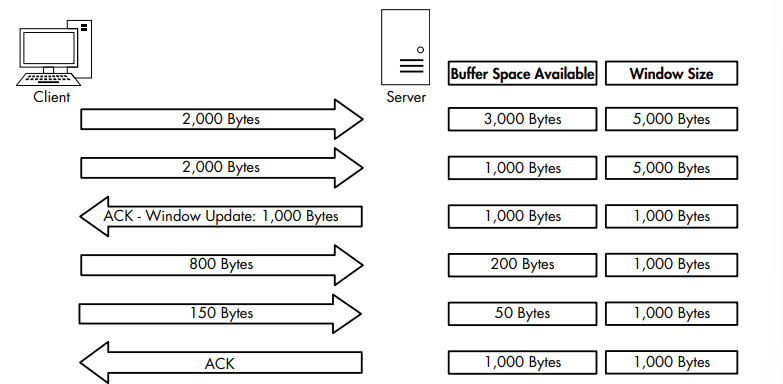 Client
Server
Buffer Space Available Window Size
2,000 Bytes 3,000 Bytes 5,000 Bytes
2,000 Bytes 1,000 Bytes 5,000 Bytes
ACK - Window Update: 1,000 Bytes 1,000 Bytes 1,000 Bytes
800 Bytes 200 Bytes 1,000 Bytes
150 Bytes 50 Bytes 1,000 Bytes
ACK 1,000 Bytes 1,000 Bytes